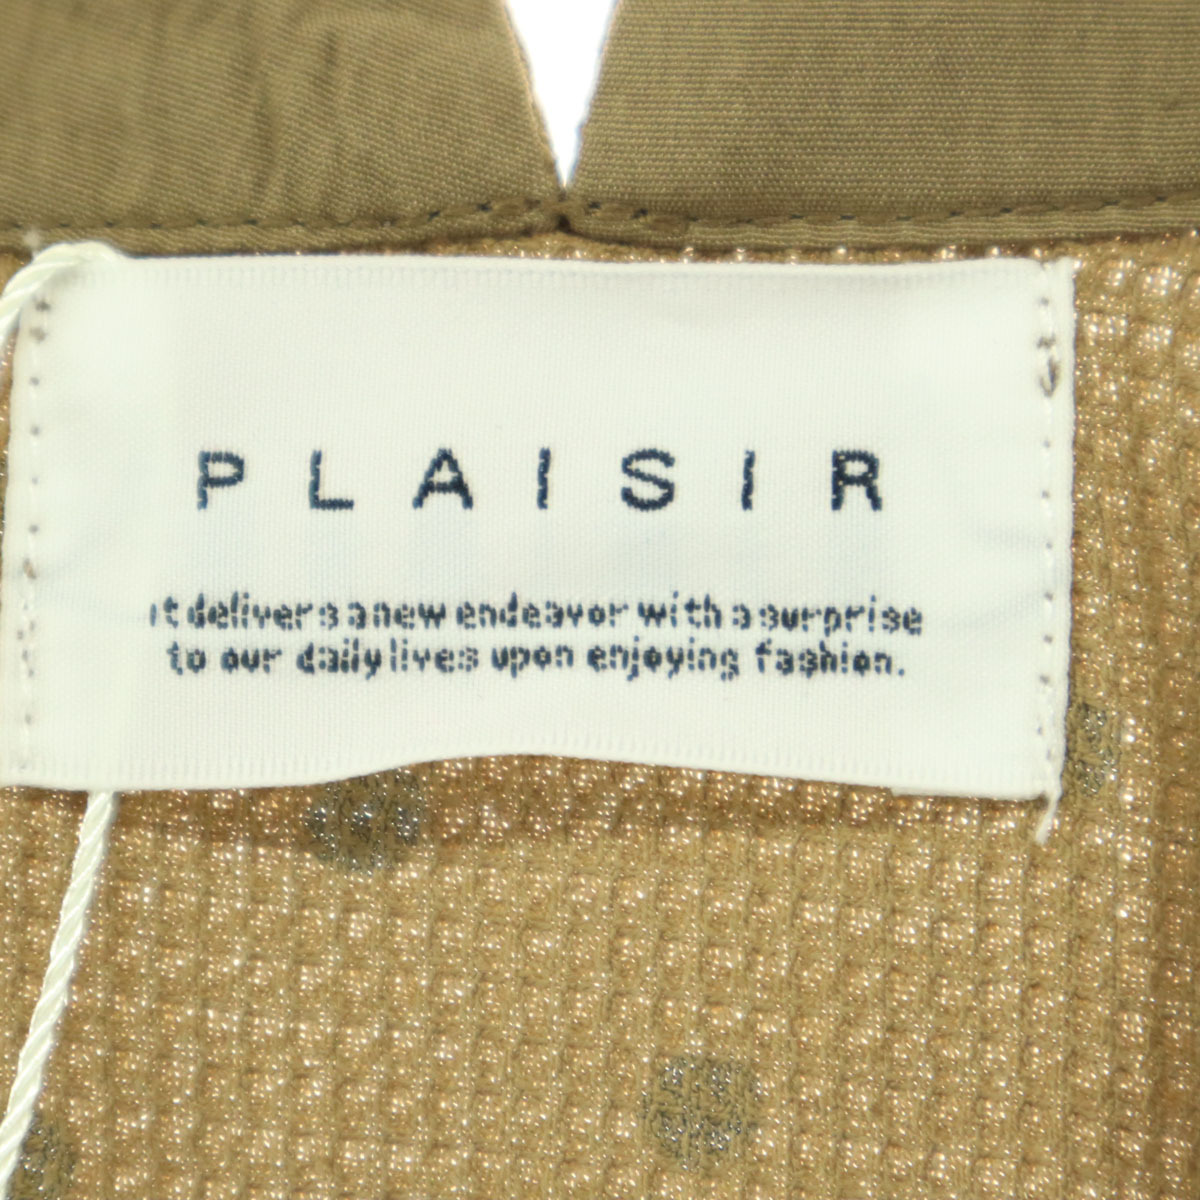 PLAISIR
It delivers a new endeavor with a surprise
to our daily lives upon enjoying fashion.